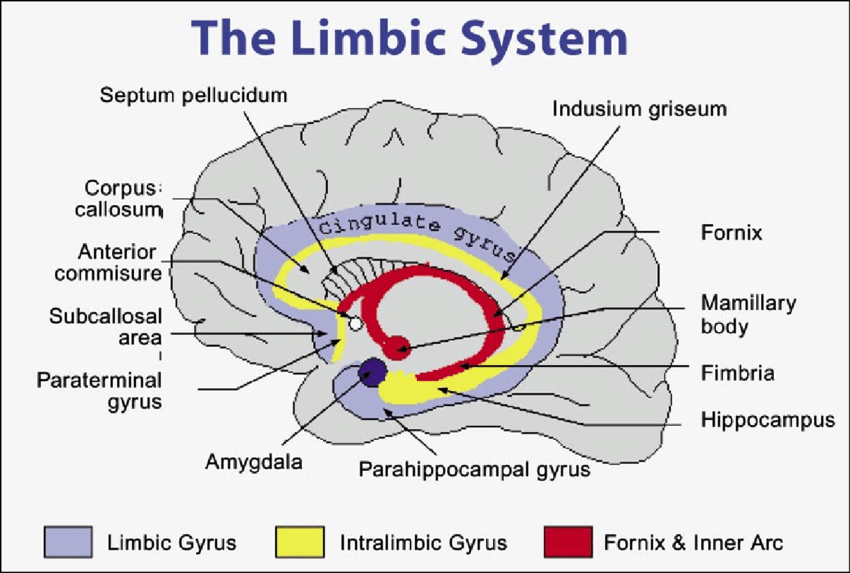 The Limbic System
Septum pellucidum
Indusium griseum
Corpus
callosum
Cingulate gyrus
Anterior
commisure
Fornix
Subcallosal
area
Mamillary
body
Paraterminal
gyrus
Fimbria
Hippocampus
Amygdala
Parahippocampal gyrus
Limbic Gyrus
Intralimbic Gyrus
Fornix & Inner Arc